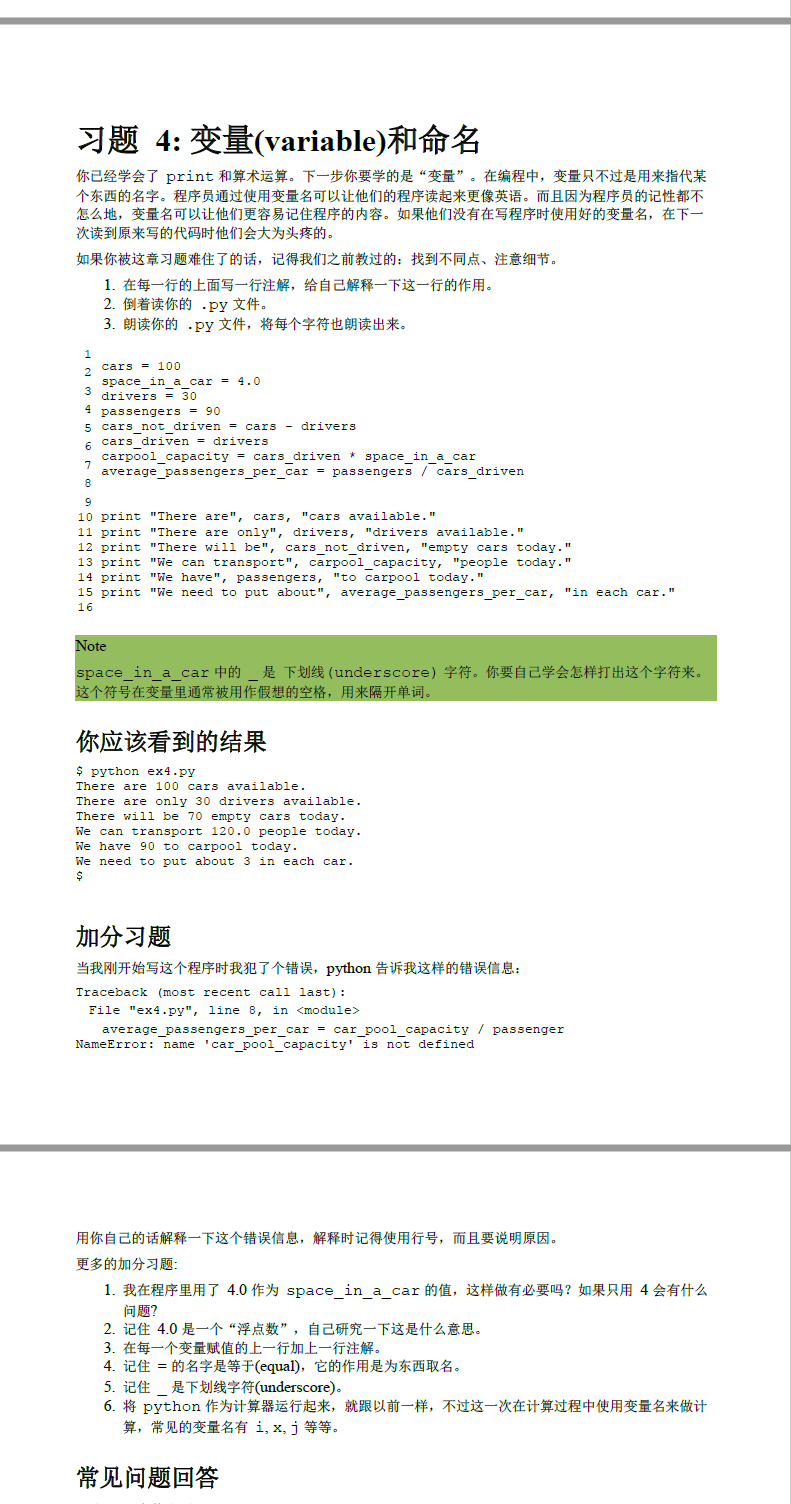 习题 4: 变量(variable)和命名
你已经学会了 print 和算术运算。下一步你要学的是“变量”。在编程中，变量只不过是用来指代某
个东西的名字。程序员通过使用变量名可以让他们的程序读起来更像英语。而且因为程序员的记性都不
怎么地，变量名可以让他们更容易记住程序的内容。如果他们没有在写程序时使用好的变量名，在下一
次读到原来写的代码时他们会大为头疼的。
如果你被这章习题难住了的话，记得我们之前教过的：找到不同点、注意细节。
1. 在每一行的上面写一行注解，给自己解释一下这一行的作用。
2. 倒着读你的 .py 文件。
3. 朗读你的 .py 文件，将每个字符也朗读出来。
1
2
3
4
5
6
7
8
9
cars = 100
space_in_a_car = 4.0
drivers = 30
passengers = 90
cars_not_driven = cars - drivers
cars_driven = drivers
carpool_capacity = cars_driven * space_in_a_car
average_passengers_per_car = passengers / cars_driven
10 print "There are", cars, "cars available."
11 print "There are only", drivers, "drivers available."
12 print "There will be", cars_not_driven, "empty cars today."
13 print "We can transport", carpool_capacity, "people today."
14 print "We have", passengers, "to carpool today."
15 print "We need to put about", average_passengers_per_car, "in each car."
16
Note
space_in_a_car 中的 _ 是 下划线(underscore) 字符。你要自己学会怎样打出这个字符来。
这个符号在变量里通常被用作假想的空格，用来隔开单词。
你应该看到的结果
$ python ex4.py
There are 100 cars available.
There are only 30 drivers available.
There will be 70 empty cars today.
We can transport 120.0 people today.
We have 90 to carpool today.
We need to put about 3 in each car.
$
加分习题
当我刚开始写这个程序时我犯了个错误，python 告诉我这样的错误信息：
Traceback (most recent call last):
File "ex4.py", line 8, in <module>
average_passengers_per_car = car_pool_capacity / passenger
NameError: name 'car_pool_capacity' is not defined
用你自己的话解释一下这个错误信息，解释时记得使用行号，而且要说明原因。
更多的加分习题:
1. 我在程序里用了 4.0 作为 space_in_a_car 的值，这样做有必要吗？如果只用 4 会有什么
问题?
2. 记住 4.0 是一个“浮点数”，自己研究一下这是什么意思。
3. 在每一个变量赋值的上一行加上一行注解。
4. 记住 = 的名字是等于(equal)，它的作用是为东西取名。
5. 记住 _ 是下划线字符(underscore)。
6. 将 python 作为计算器运行起来，就跟以前一样，不过这一次在计算过程中使用变量名来做计
算，常见的变量名有 i, x, j 等等。
常见问题回答